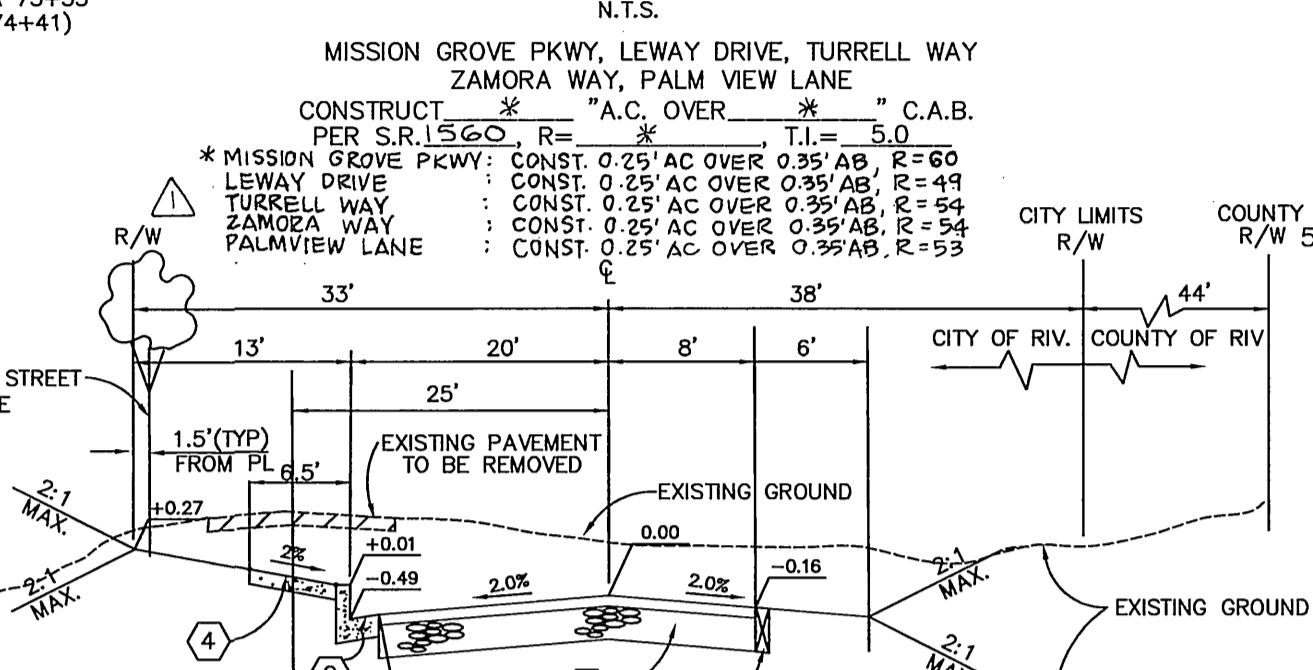 74+41)
N.T.S.
MISSION GROVE PKWY, LEWAY DRIVE, TURRELL WAY
ZAMORA WAY, PALM VIEW LANE
CONSTRUCT * "A.C. OVER * " C.A.B.
PER S.R. 1560, R= *, T.I.= 5.0
* MISSION GROVE PKWY: CONST. 0.25' AC OVER 0.35' AB, R=60
LEWAY DRIVE : CONST. 0.25' AC OVER 0.35' AB, R=49
TURRELL WAY : CONST. 0.25' AC OVER 0.35' AB, R=54
ZAMORA WAY : CONST. 0.25' AC OVER 0.35' AB, R=54
PALMVIEW LANE : CONST. 0.25' AC OVER 0.35' AB, R=53
1
R/W
℄
CITY LIMITS
R/W
COUNTY
R/W 5
33'
38'
44'
CITY OF RIV.
COUNTY OF RIV
13'
20'
8'
6'
STREET
25'
1.5'(TYP)
FROM PL
6.5'
EXISTING PAVEMENT
TO BE REMOVED
EXISTING GROUND
2:1
MAX.
+0.27
0.00
2%
+0.01
-0.49
2.0%
2.0%
-0.16
2:1
MAX.
2:1
MAX.
EXISTING GROUND
4
2:1
MAX.